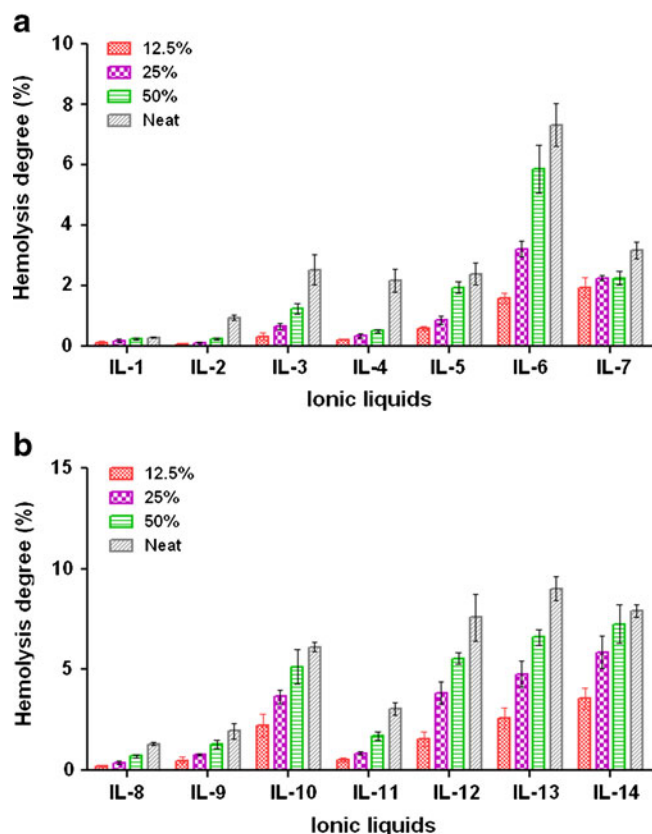 a
Hemolysis degree (%)
10
8
6
4
2
0
12.5%
25%
50%
Neat
IL-1 IL-2 IL-3 IL-4 IL-5 IL-6 IL-7
Ionic liquids
b
Hemolysis degree (%)
15
10
5
0
12.5%
25%
50%
Neat
IL-8 IL-9 IL-10 IL-11 IL-12 IL-13 IL-14
Ionic liquids